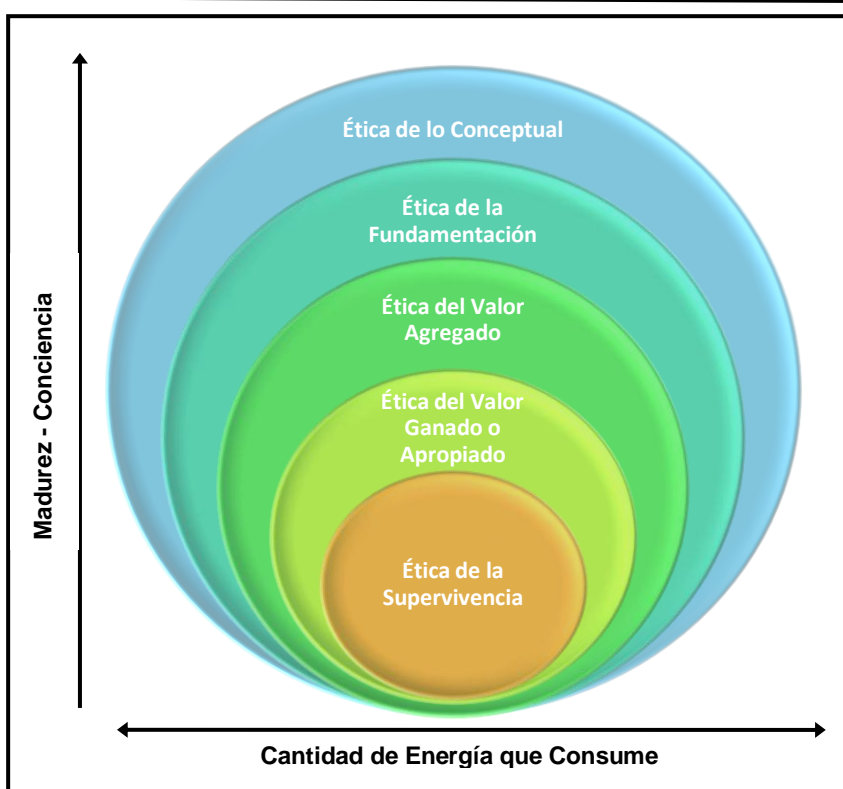 Ética de lo Conceptual
Ética de la
Fundamentación
Ética del Valor
Agregado
Ética del Valor
Ganado o
Apropiado
Ética de la
Supervivencia
Madurez - Conciencia
Cantidad de Energía que Consume